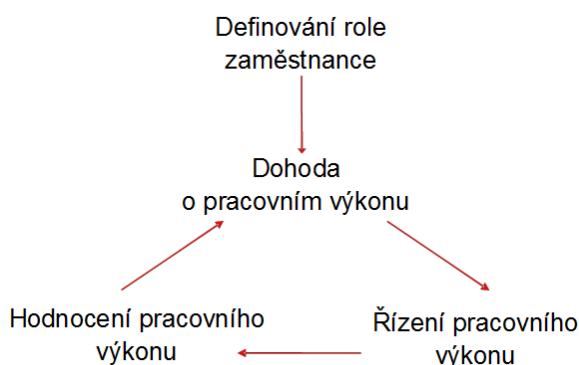 Definování role
zaměstnance
Dohoda
o pracovním výkonu
Hodnocení pracovního
výkonu
Řízení pracovního
výkonu